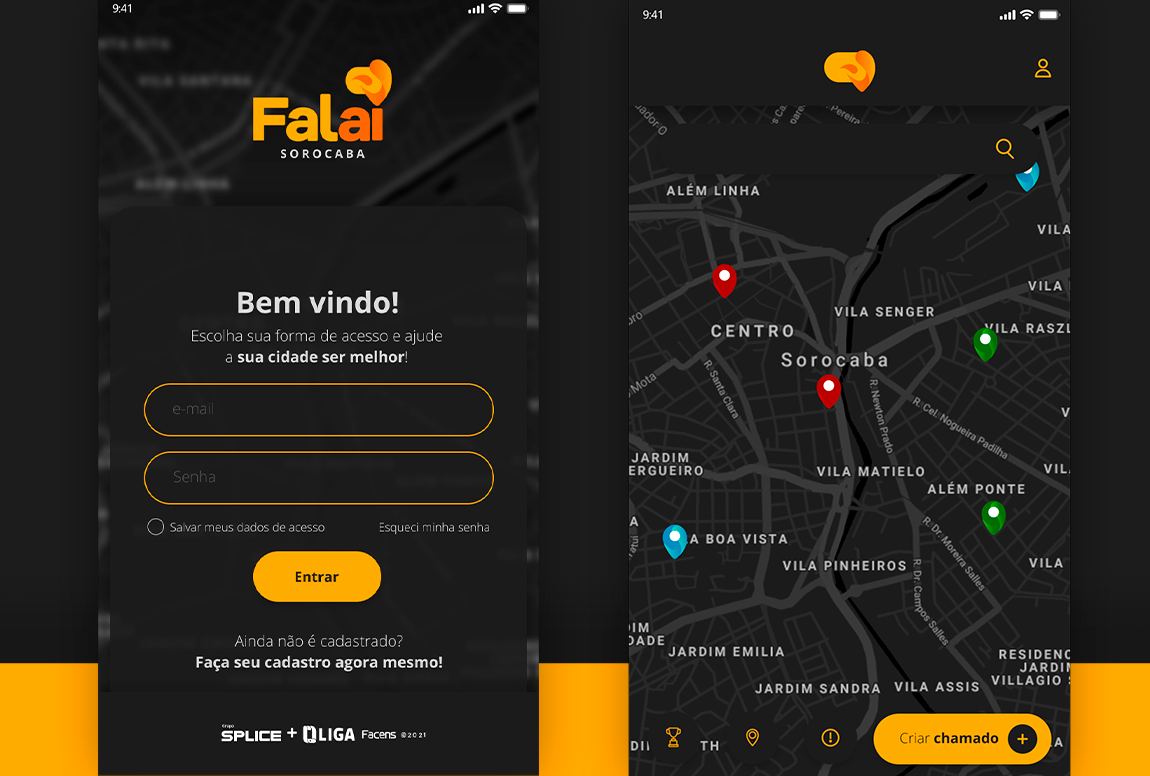 9:41
Falaí
SOROCABA
Bem vindo!
Escolha sua forma de acesso e ajude
a sua cidade ser melhor!
e-mail
Senha
Salvar meus dados de acesso
Esqueci minha senha
Entrar
Ainda não é cadastrado?
Faça seu cadastro agora mesmo!
Grupo
SPLICE + LIGA Facens ©2021
9:41
ALÉM LINHA
VILA
VILA SENGER
CENTRO
VILA RASZL
Sorocaba
R. Santa Clara
R. Newton Prado
R. Cel. Nogueira Padilha
JARDIM
ERGUEIRO
VILA MATIELO
VIL
ALÉM PONTE
A BOA VISTA
R. Dr. Moreira Salles
VILA PINHEIROS
VILA
R. Dr. Campos Salles
JARDIM EMILIA
RESIDENC
JARDIM
VILLAGIO S
JARDIM SANDRA
VILA ASSIS
TH
Criar chamado +